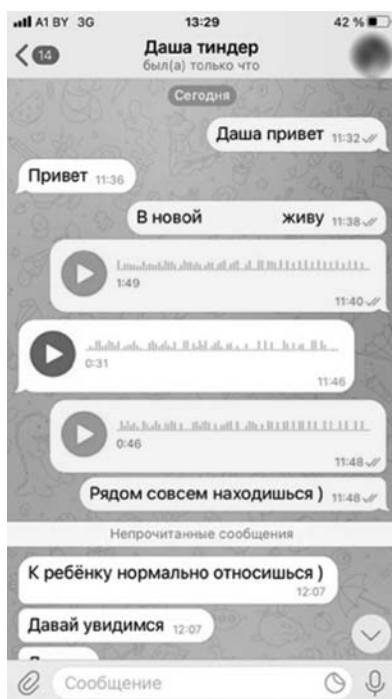 A1 BY 3G 13:29 42 %
14 Даша тиндер
был(а) только что
Сегодня
Даша привет 11:32
Привет 11:36
В новой живу 11:38
1:49
11:40
0:31
11:46
0:46
11:48
Рядом совсем находишься ) 11:48
Непрочитанные сообщения
К ребёнку нормально относишься )
12:07
Давай увидимся 12:07
Сообщение